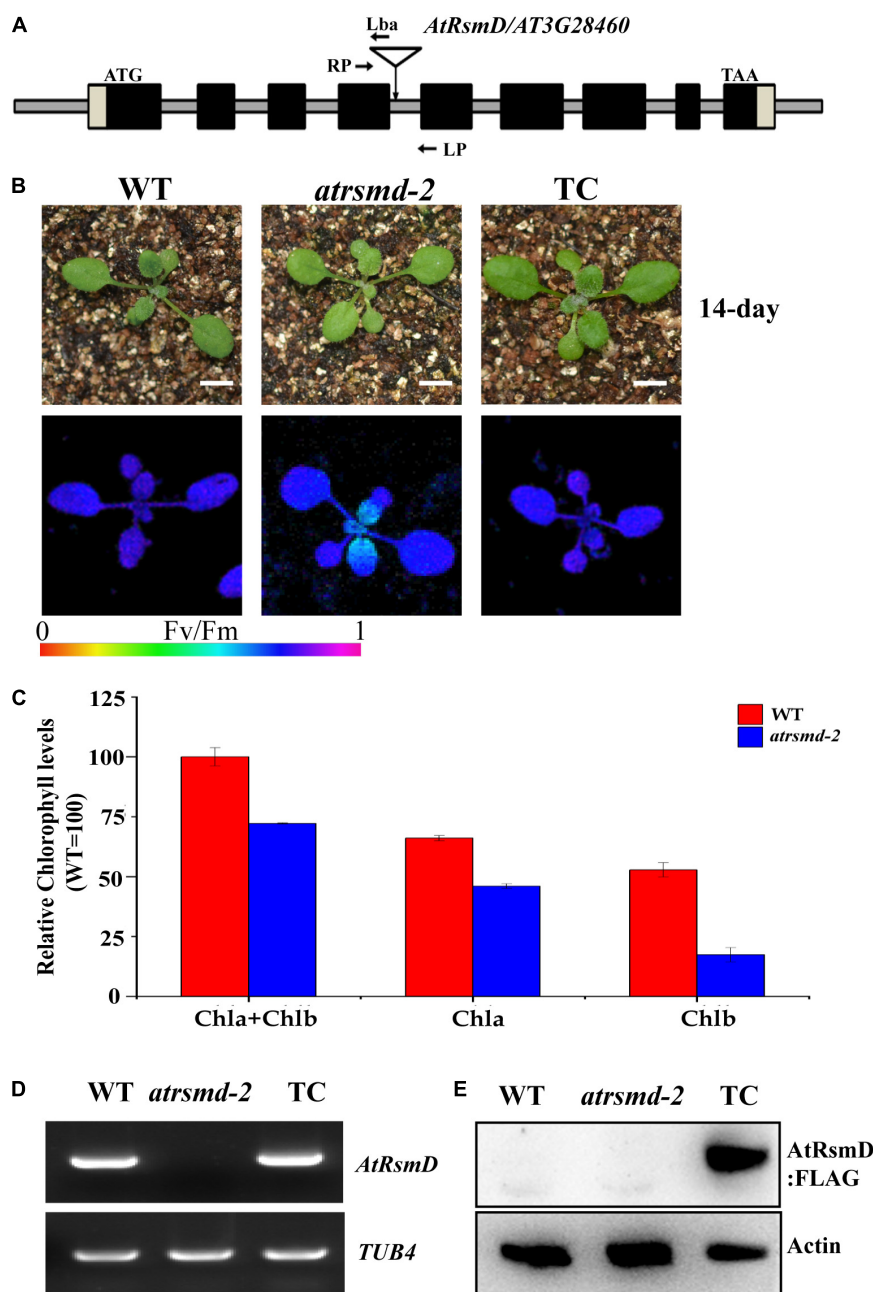 A
Lba
AtRsmD/AT3G28460
RP
ATG
TAA
LP
B
WT
atrsmd-2
TC
14-day
0
Fv/Fm
1
C
Relative Chlorophyll levels
(WT=100)
125
100
75
50
25
0
WT
atrsmd-2
Chla+Chlb
Chla
Chlb
D
WT
atrsmd-2
TC
AtRsmD
TUB4
E
WT
atrsmd-2
TC
AtRsmD
:FLAG
Actin